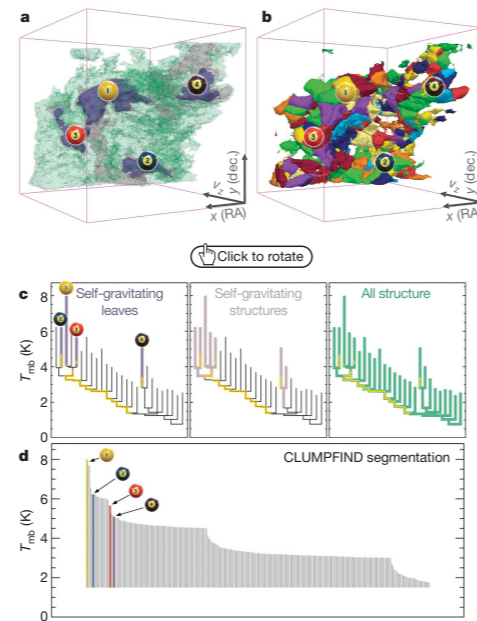 a
b
1
4
3
2
1
4
3
2
v_z
y (dec.)
x (RA)
v_z
y (dec.)
x (RA)
Click to rotate
c
Self-gravitating
leaves
Self-gravitating
structures
All structure
1
2
3
4
8
6
4
2
0
T_mb (K)
d
CLUMPFIND segmentation
1
2
3
4
8
6
4
2
0
T_mb (K)